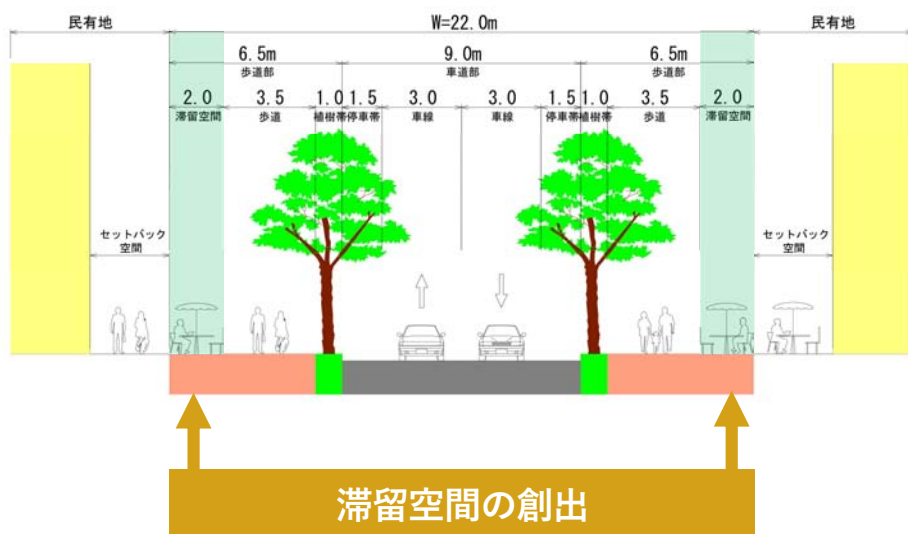 民有地
W=22.0m
民有地
6.5m
9.0m
6.5m
歩道部
車道部
歩道部
2.0 3.5 1.0 1.5 3.0 3.0 1.5 1.0 3.5 2.0
滞留空間 歩道 植樹帯 停車帯 車線 車線 停車帯 植樹帯 歩道 滞留空間
セットバック
空間
セットバック
空間
滞留空間の創出